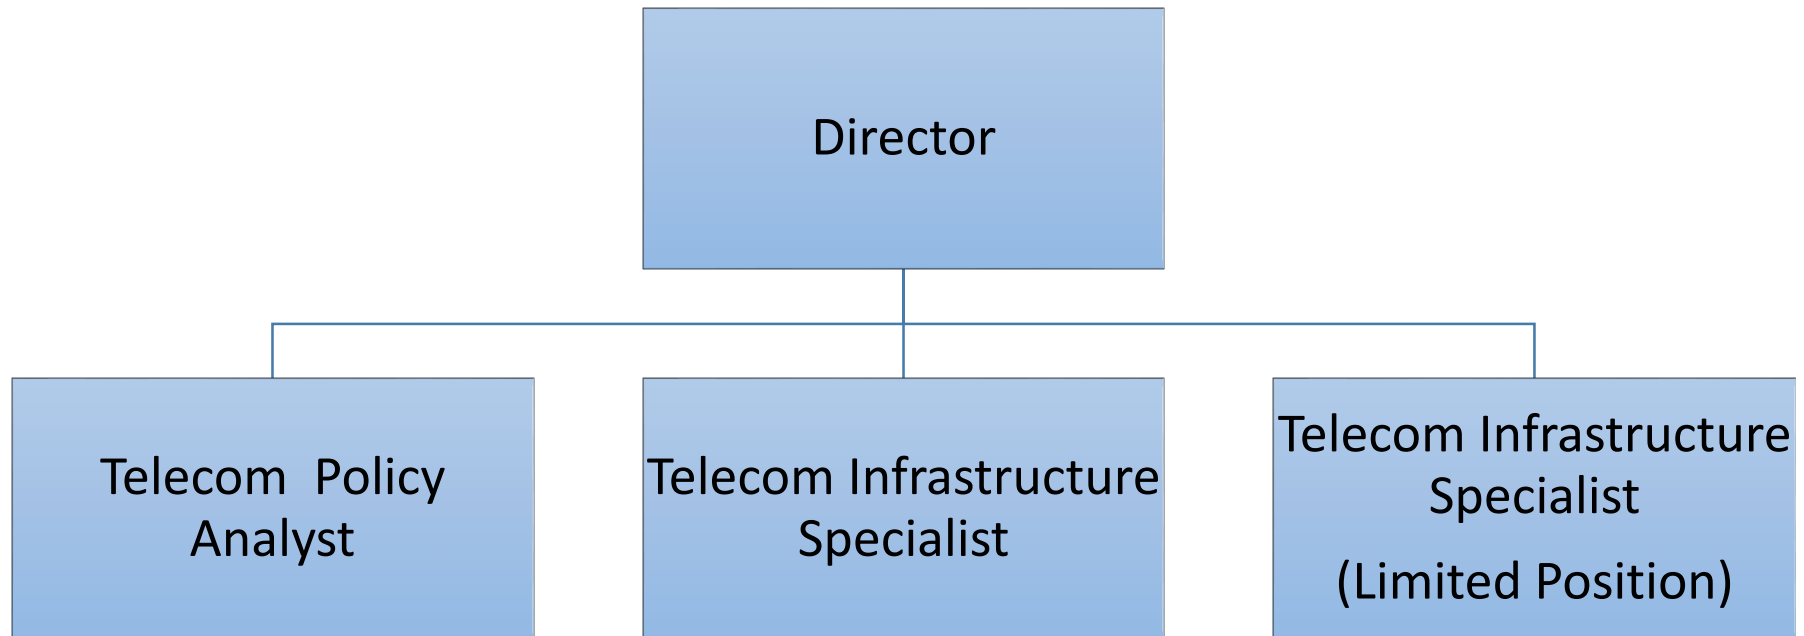 Director
Telecom  Policy
Analyst
Telecom Infrastructure
Specialist
Telecom Infrastructure
Specialist
(Limited Position)